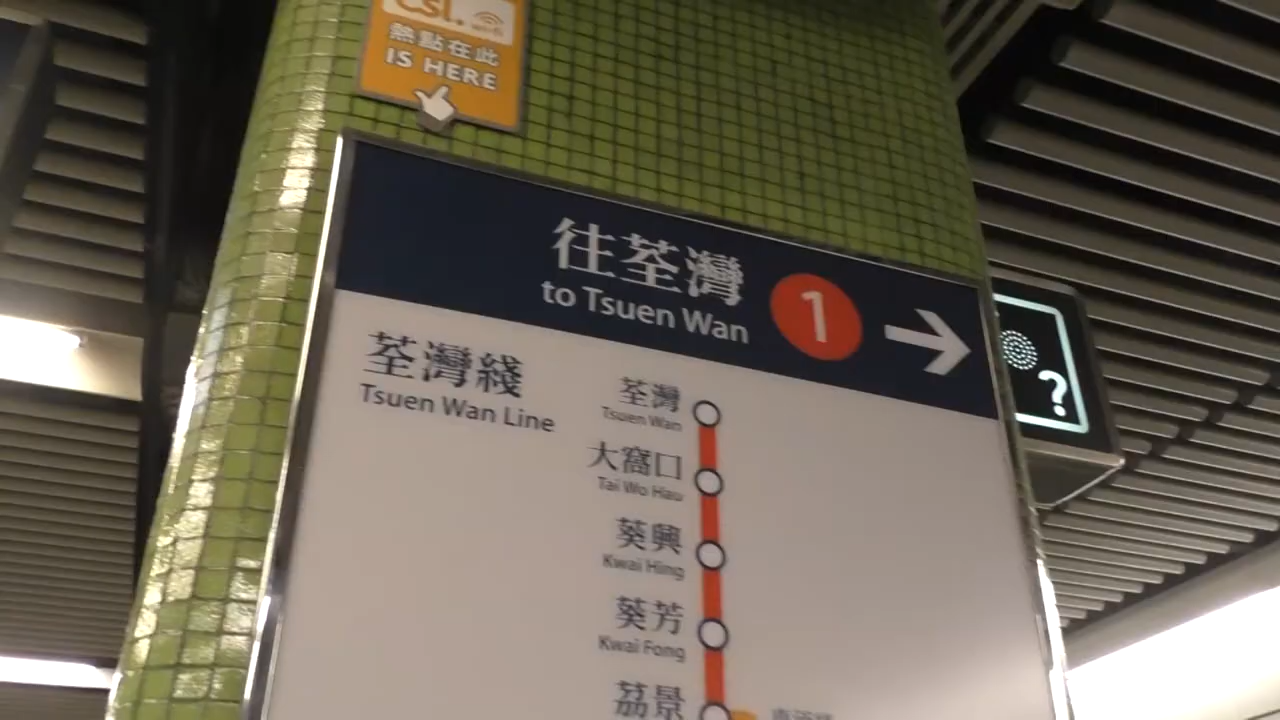 csl.
熱點在此
IS HERE
往荃灣
to Tsuen Wan
1
?
荃灣綫
Tsuen Wan Line
荃灣
Tsuen Wan
大窩口
Tai Wo Hau
葵興
Kwai Hing
葵芳
Kwai Fong
荔景